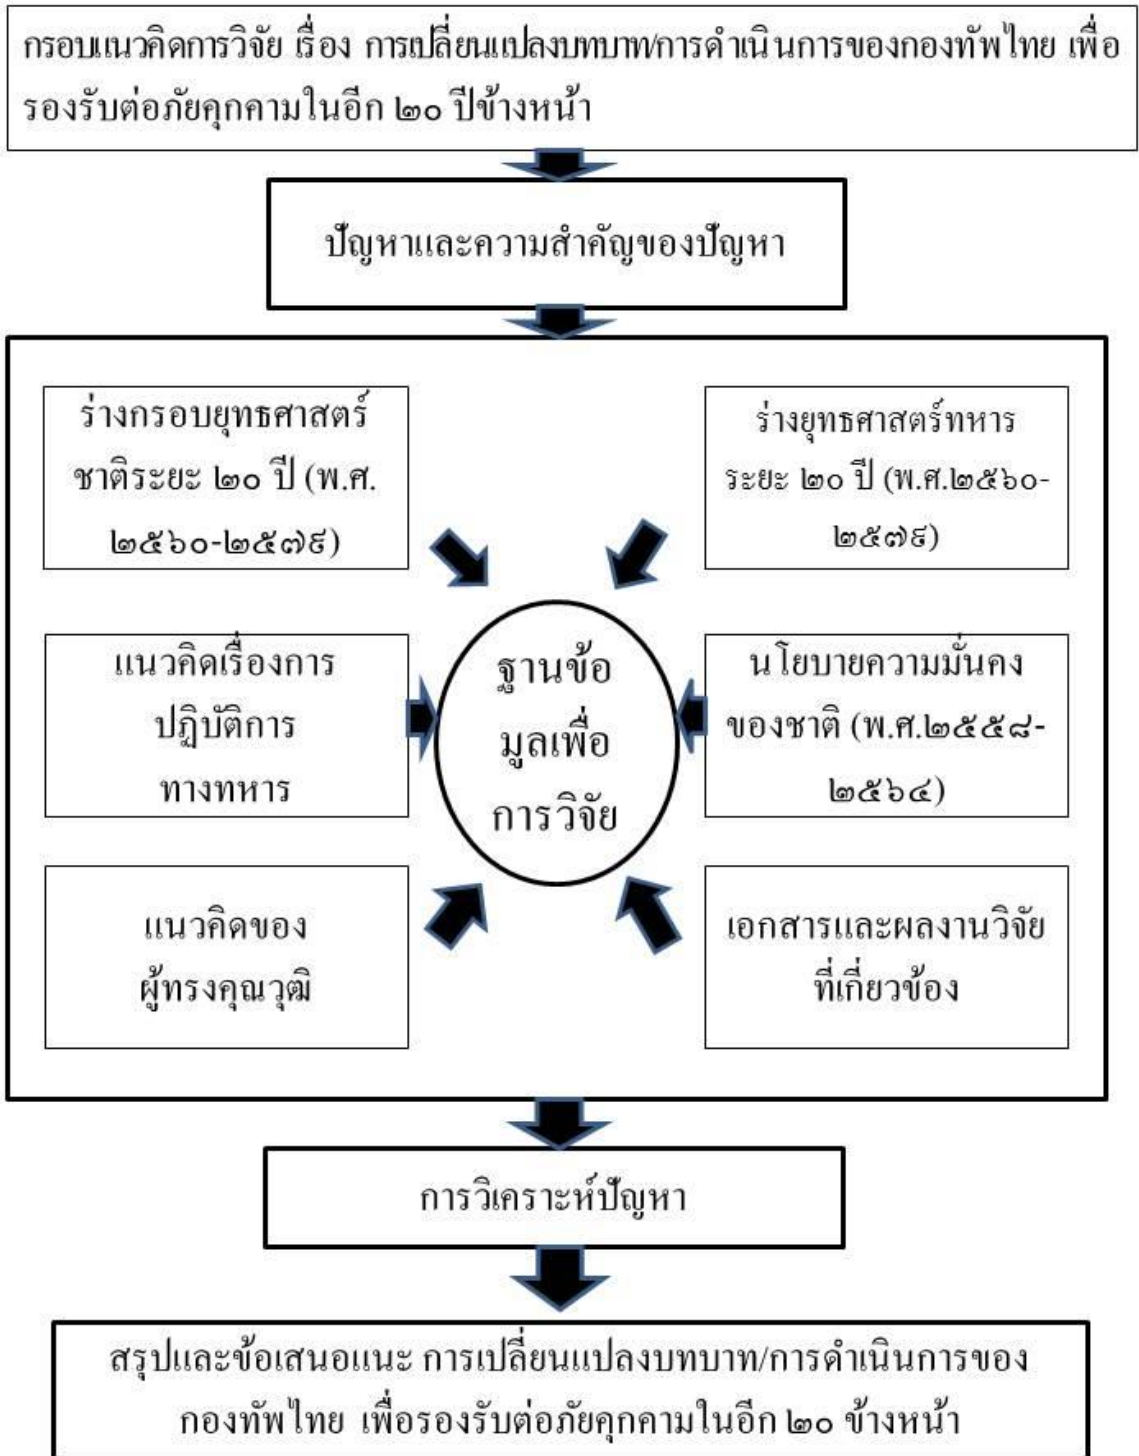 กรอบแนวคิดการวิจัย เรื่อง การเปลี่ยนแปลงบทบาท/การดำเนินการของกองทัพไทย เพื่อ
รองรับต่อภัยคุกคามในอีก ๒๐ ปีข้างหน้า
ปัญหาและความสำคัญของปัญหา
ร่างกรอบยุทธศาสตร์
ชาติระยะ ๒๐ ปี (พ.ศ.
๒๕๖๐-๒๕๗๙)
ร่างยุทธศาสตร์ทหาร
ระยะ ๒๐ ปี (พ.ศ.๒๕๖๐-
๒๕๗๙)
แนวคิดเรื่องการ
ปฏิบัติการ
ทางทหาร
ฐานข้อ
มูลเพื่อ
การวิจัย
นโยบายความมั่นคง
ของชาติ (พ.ศ.๒๕๕๘-
๒๕๖๔)
แนวคิดของ
ผู้ทรงคุณวุฒิ
เอกสารและผลงานวิจัย
ที่เกี่ยวข้อง
การวิเคราะห์ปัญหา
สรุปและข้อเสนอแนะ การเปลี่ยนแปลงบทบาท/การดำเนินการของ
กองทัพไทย เพื่อรองรับต่อภัยคุกคามในอีก ๒๐ ข้างหน้า